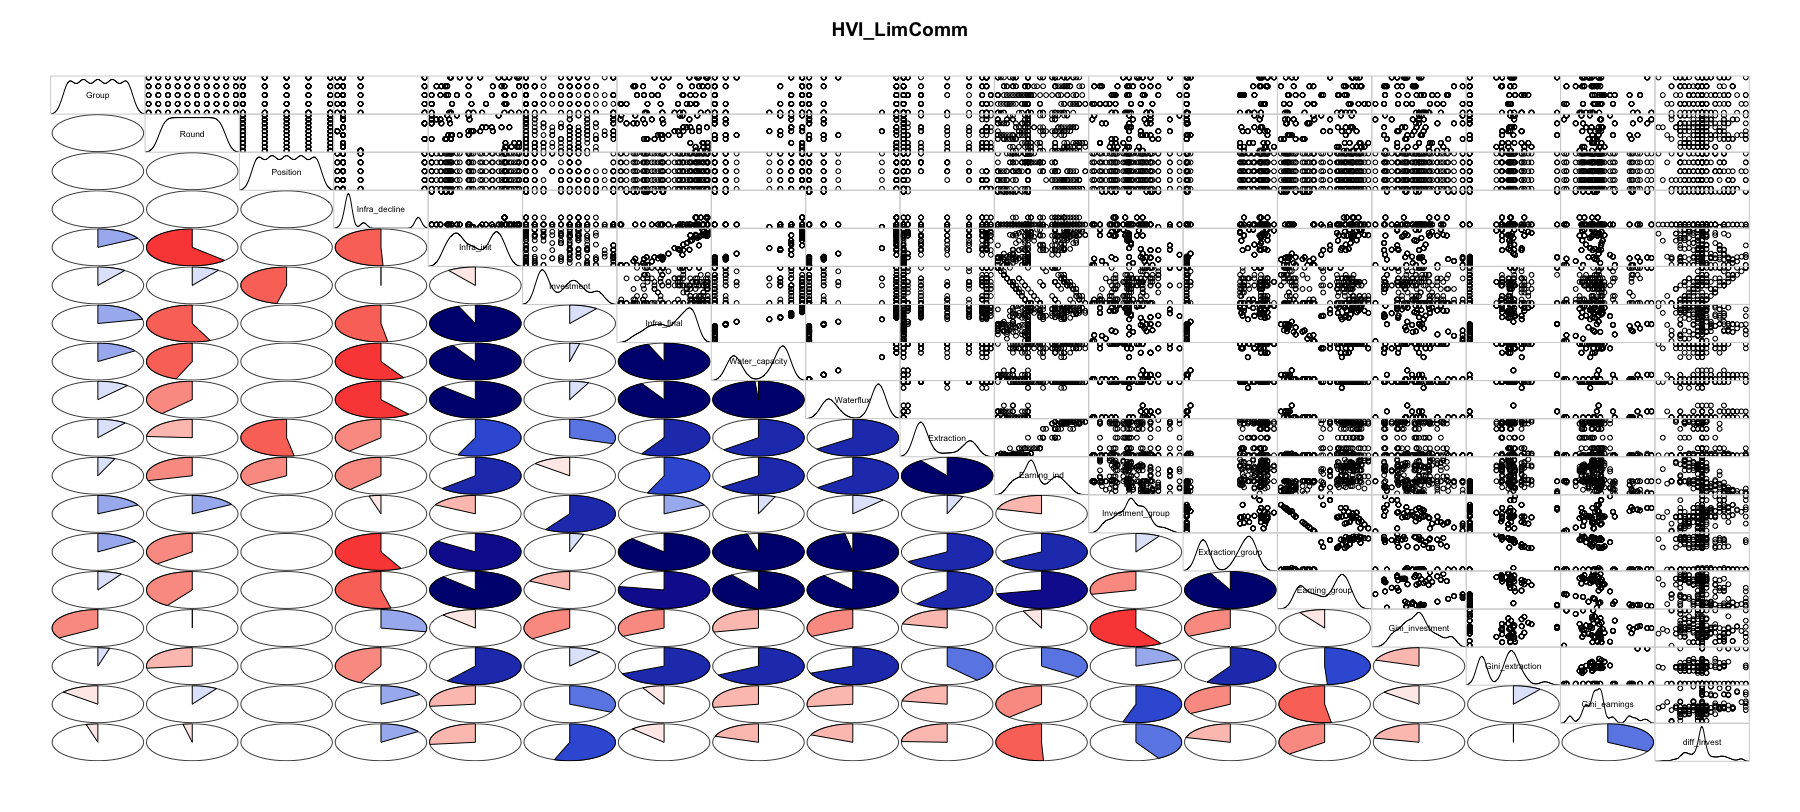 HVI_LimComm
Group
Round
Position
Infra_decline
Infra_init
Investment
Infra_final
Water_capacity
Waterflux
Extraction
Earning_ind
Investment_group
Extraction_group
Earning_group
Gini_investment
Gini_extraction
Gini_earnings
diff_invest